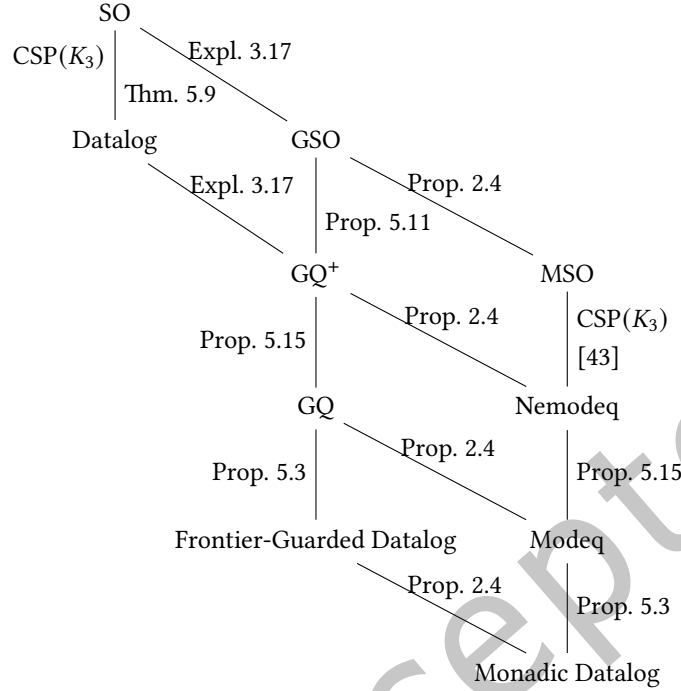 SO
CSP(K₃)
Expl. 3.17
Thm. 5.9
Datalog
GSO
Expl. 3.17
Prop. 2.4
Prop. 5.11
GQ⁺
MSO
Prop. 5.15
Prop. 2.4
CSP(K₃)
[43]
GQ
Nemodeq
Prop. 5.3
Prop. 2.4
Prop. 5.15
Frontier-Guarded Datalog
Modeq
Prop. 2.4
Prop. 5.3
Monadic Datalog